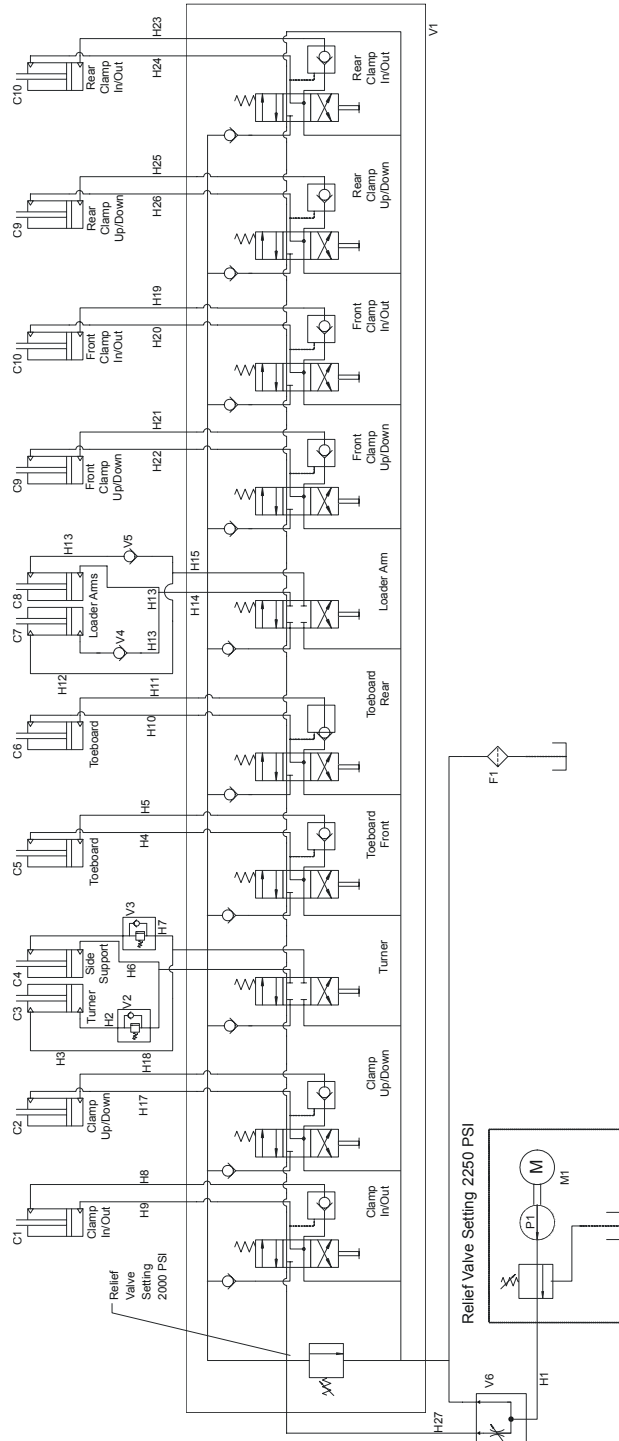 C1
Clamp
In/Out
H8
H9
C2
Clamp
Up/Down
H17
H18
C3
Turner
H3
H2
V2
C4
Side
Support
H6
V3
H7
C5
Toeboard
H5
H4
C6
Toeboard
H11
H10
C7
C8
Loader Arms
H12
V4
H13
H13
H13
V5
H14
H15
C9
Front
Clamp
Up/Down
H21
H22
C10
Front
Clamp
In/Out
H19
H20
C9
Rear
Clamp
Up/Down
H25
H26
C10
Rear
Clamp
In/Out
H23
H24
Relief
Valve
Setting
2000 PSI
Clamp
In/Out
Clamp
Up/Down
Turner
Toeboard
Front
Toeboard
Rear
Loader Arm
Front
Clamp
Up/Down
Front
Clamp
In/Out
Rear
Clamp
Up/Down
Rear
Clamp
In/Out
V1
H27
V6
H1
Relief Valve Setting 2250 PSI
P1
M
M1
F1